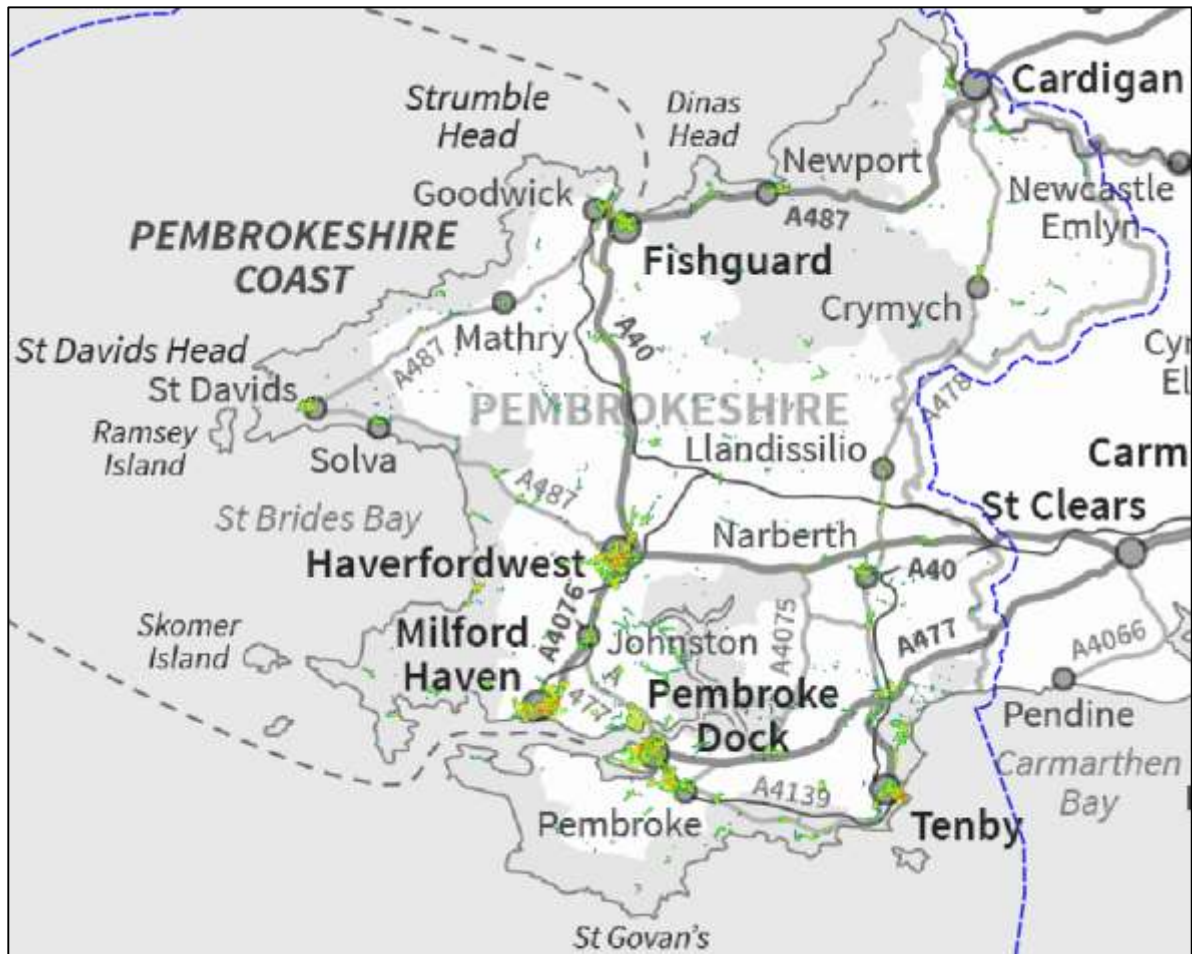 Cardigan
Strumble
Head
Dinas
Head
Newport
Goodwick
A487
Newcastle
Emlyn
PEMBROKESHIRE
COAST
Fishguard
Crymych
Mathry
A40
St Davids Head
A487
St Davids
A478
PEMBROKESHIRE
Ramsey
Island
Solva
Llandissilio
Carm
St Clears
A487
St Brides Bay
Narberth
Haverfordwest
A40
A4076
Skomer
Island
Milford
Haven
Johnston
A4075
A477
A4066
Pembroke
Dock
Pendine
Carmarthen
Bay
A4139
Pembroke
Tenby
St Govan's